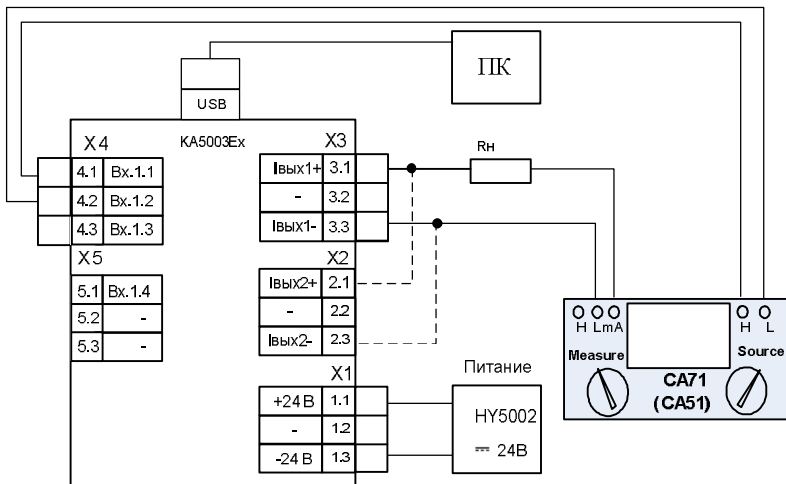 ПК
USB
КА5003Ex
X4
4.1 Вх.1.1
4.2 Вх.1.2
4.3 Вх.1.3
X5
5.1 Вх.1.4
5.2 -
5.3 -
X3
Iвых1+ 3.1
- 3.2
Iвых1- 3.3
X2
Iвых2+ 2.1
- 2.2
Iвых2- 2.3
X1
+24 В 1.1
- 1.2
-24 В 1.3
Rн
Питание
HY5002
24В
H L mA H L
Measure Source
CA71
(CA51)